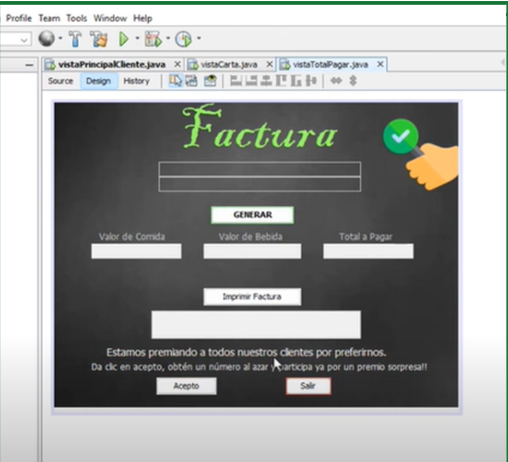 Profile Team Tools Window Help
vistaPrincipalCliente.java vistaCarta.java vistaTotalPagar.java
Source Design History
Factura
GENERAR
Valor de Comida Valor de Bebida Total a Pagar
Imprimir Factura
Estamos premiando a todos nuestros clientes por preferirnos.
Da clic en acepto, obtén un número al azar y participa ya por un premio sorpresa!!
Acepto Salir